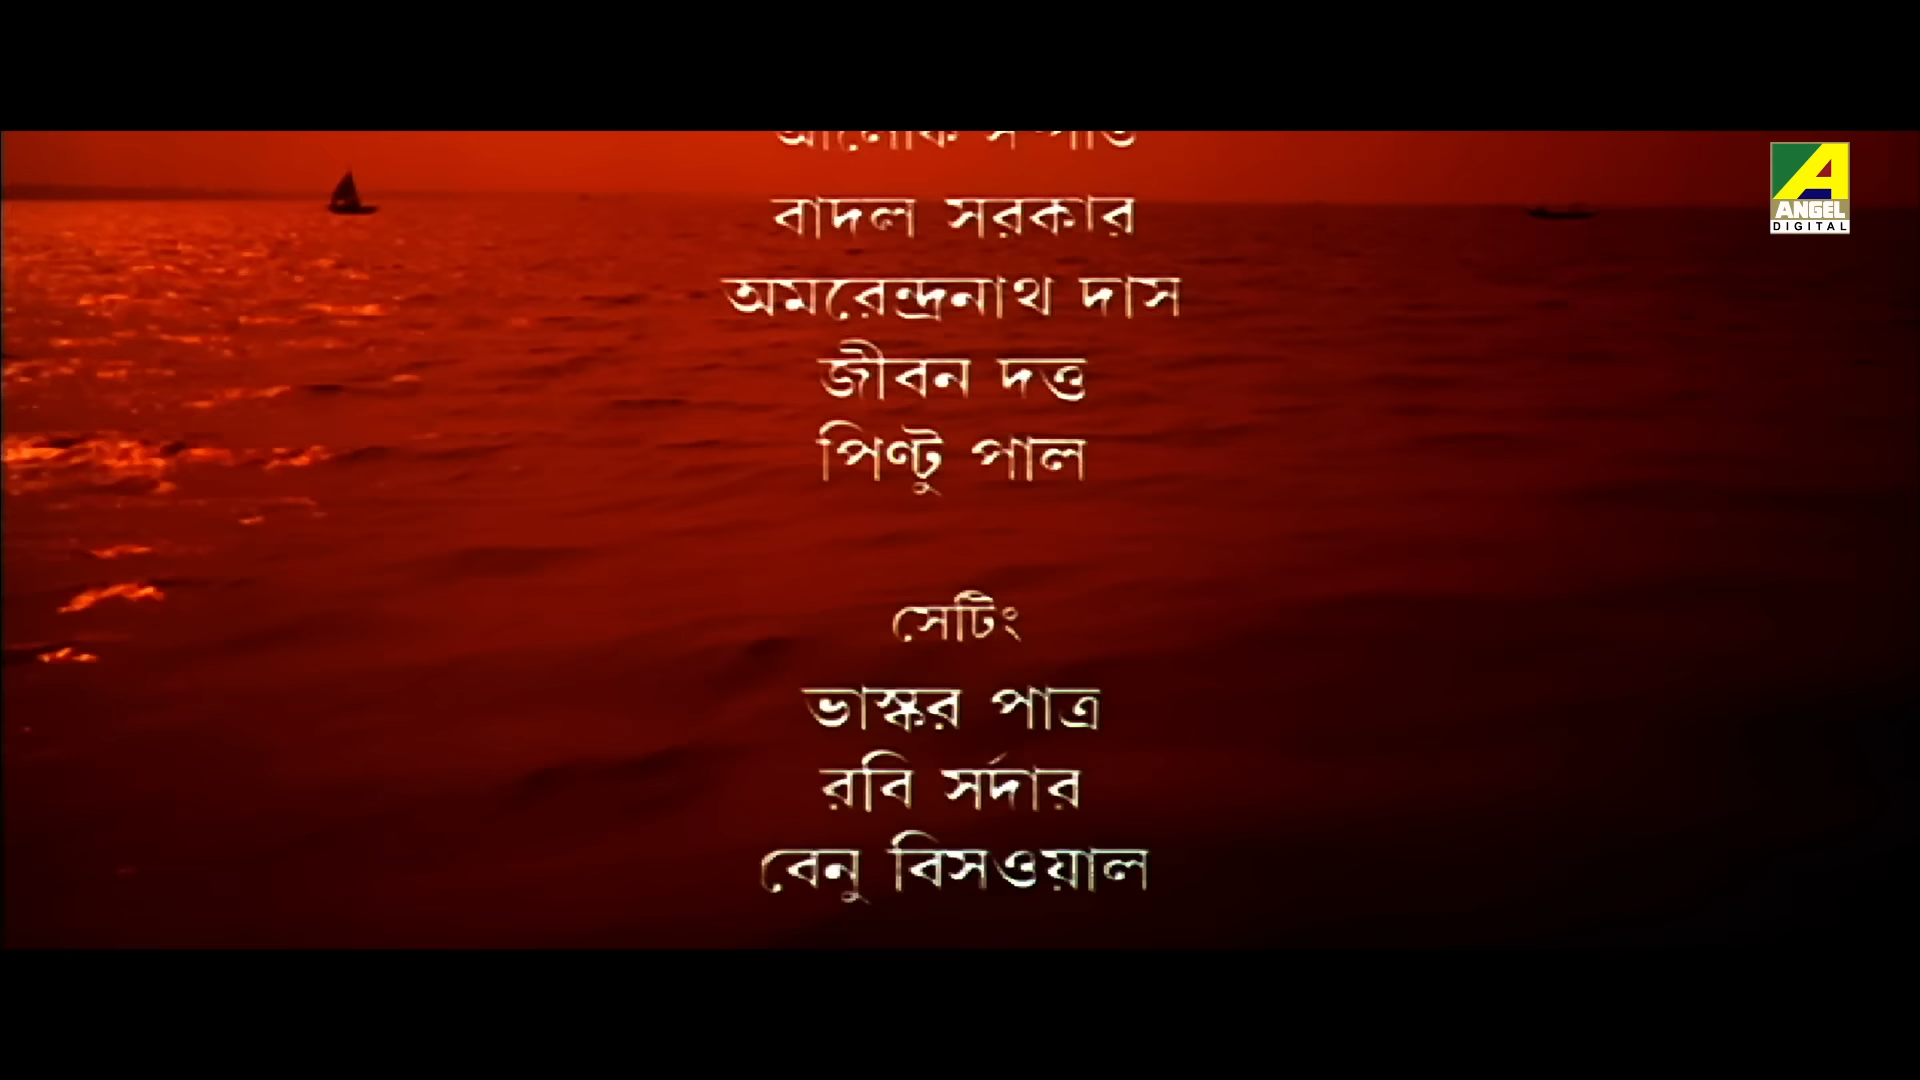 বাদল সরকার
অমরেন্দ্রনাথ দাস
জীবন দত্ত
পিণ্টু পাল
সেটিং
ভাস্কর পাত্র
রবি সর্দার
বেনু বিসওয়াল
ANGEL
DIGITAL